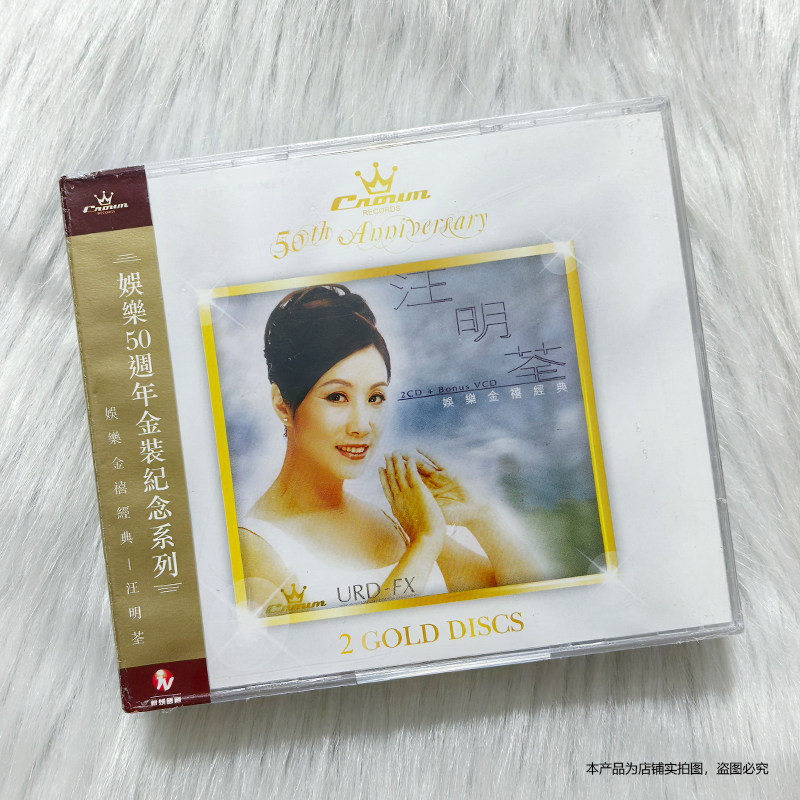 Crown
RECORDS
娛樂50週年金裝紀念系列
娛樂金禧經典－汪明荃
Crown
RECORDS
50th Anniversary
汪明荃
2CD + Bonus VCD
娛樂金禧經典
Crown
URD-FX
2 GOLD DISCS
本产品为店铺实拍图，盗图必究